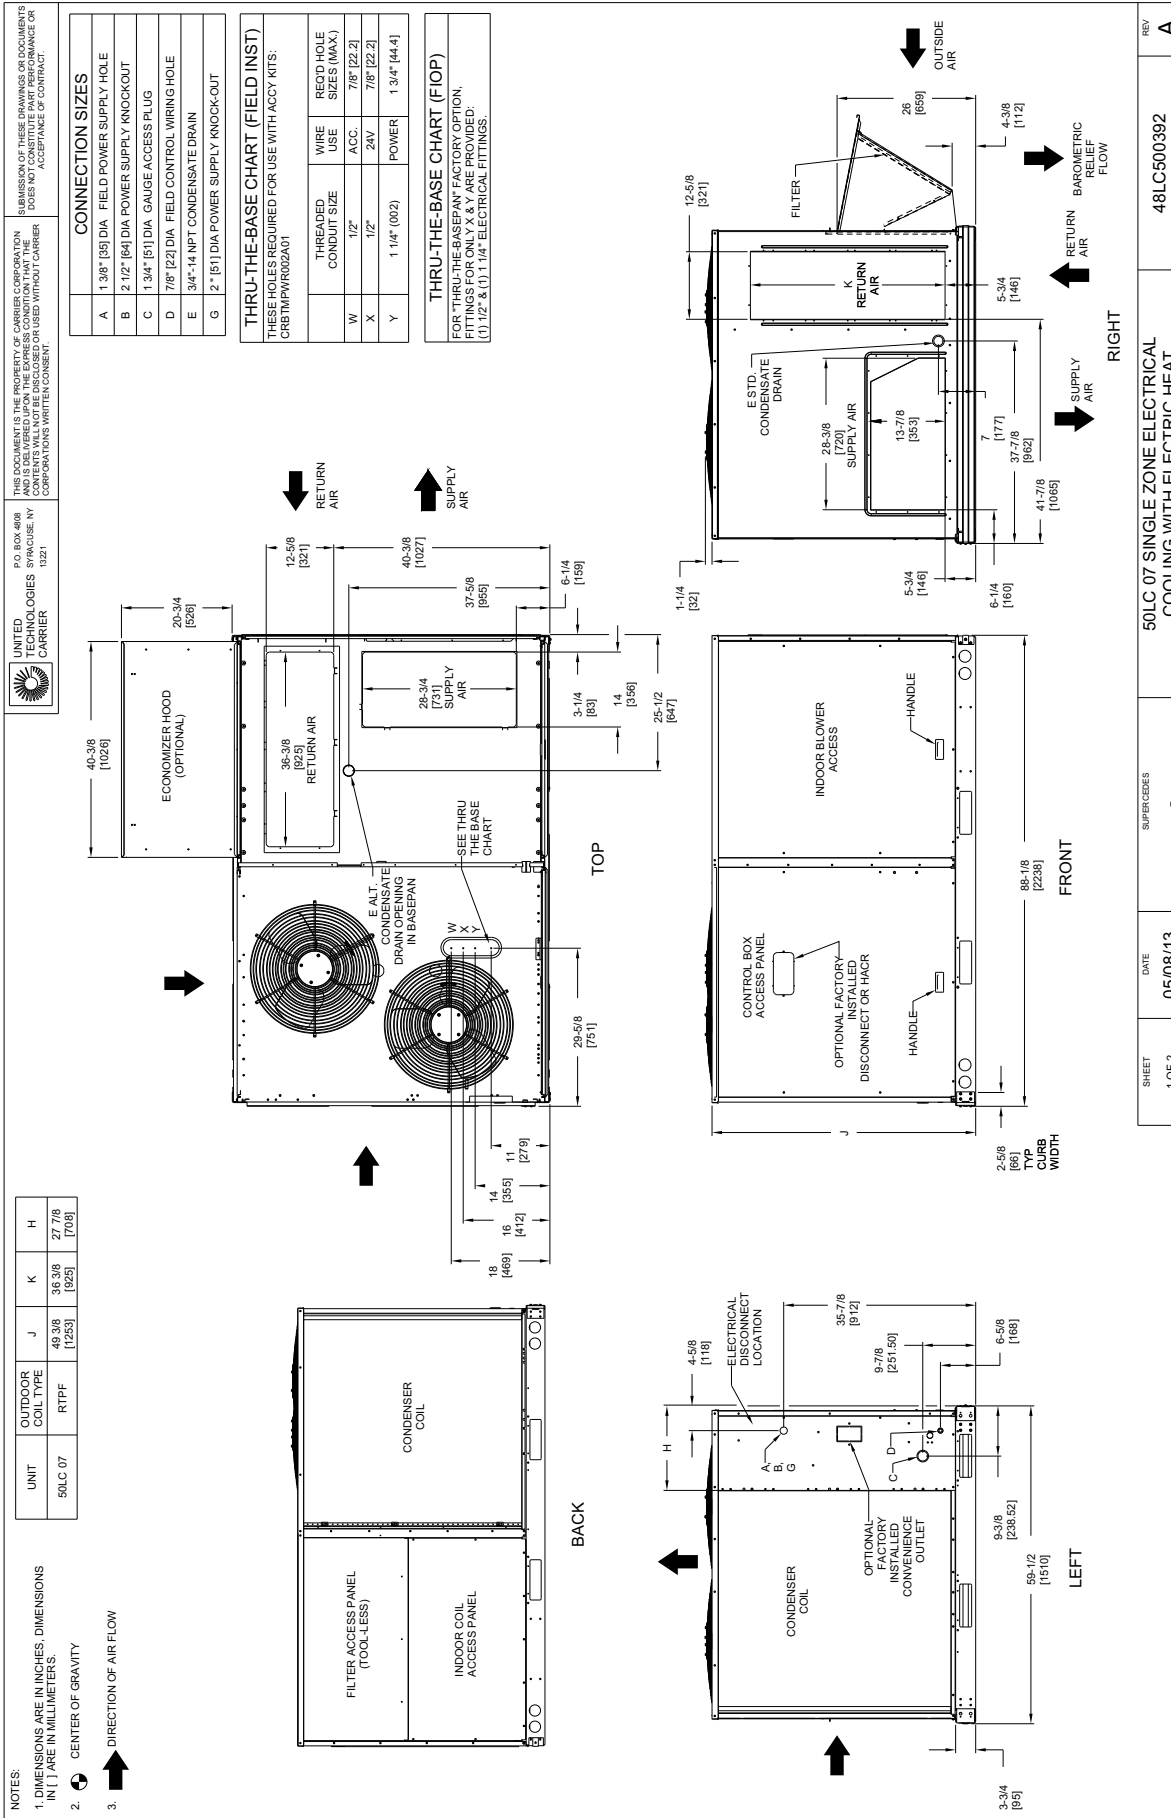 NOTES:
1. DIMENSIONS ARE IN INCHES, DIMENSIONS
IN [ ] ARE IN MILLIMETERS.
2. CENTER OF GRAVITY
3. DIRECTION OF AIR FLOW
UNIT
OUTDOOR
COIL TYPE
J
K
H
50LC 07
RTPF
49 3/8
[1253]
36 3/8
[925]
27 7/8
[708]
UNITED
TECHNOLOGIES
CARRIER
P.O. BOX 4808
SYRACUSE, NY
13221
THIS DOCUMENT IS THE PROPERTY OF CARRIER CORPORATION
AND IS DELIVERED UPON THE EXPRESS CONDITION THAT THE
CONTENTS WILL NOT BE DISCLOSED OR USED WITHOUT CARRIER
CORPORATION'S WRITTEN CONSENT.
SUBMISSION OF THESE DRAWINGS OR DOCUMENTS
DOES NOT CONSTITUTE PART PERFORMANCE OR
ACCEPTANCE OF CONTRACT.
CONNECTION SIZES
A 1 3/8" [35] DIA FIELD POWER SUPPLY HOLE
B 2 1/2" [64] DIA POWER SUPPLY KNOCKOUT
C 1 3/4" [51] DIA GAUGE ACCESS PLUG
D 7/8" [22] DIA FIELD CONTROL WIRING HOLE
E 3/4"-14 NPT CONDENSATE DRAIN
G 2 " [51] DIA POWER SUPPLY KNOCK-OUT
THRU-THE-BASE CHART (FIELD INST)
THESE HOLES REQUIRED FOR USE WITH ACCY KITS:
CRBTMPWR002A01
THREADED
CONDUIT SIZE
WIRE
USE
REQ'D HOLE
SIZES (MAX.)
W 1/2" ACC. 7/8" [22.2]
X 1/2" 24V 7/8" [22.2]
Y 1 1/4" (002) POWER 1 3/4" [44.4]
THRU-THE-BASE CHART (FIOP)
FOR "THRU-THE-BASEPAN" FACTORY OPTION,
FITTINGS FOR ONLY X & Y ARE PROVIDED:
(1) 1/2" & (1) 1 1/4" ELECTRICAL FITTINGS.
FILTER ACCESS PANEL
(TOOL-LESS)
INDOOR COIL
ACCESS PANEL
CONDENSER
COIL
BACK
40-3/8
[1026]
20-3/4
[526]
ECONOMIZER HOOD
(OPTIONAL)
36-3/8
[925]
RETURN AIR
12-5/8
[321]
RETURN
AIR
40-3/8
[1027]
37-5/8
[955]
SUPPLY
AIR
28-3/4
[731]
SUPPLY
AIR
6-1/4
[159]
3-1/4
[83]
14
[356]
25-1/2
[647]
E ALT.
CONDENSATE
DRAIN OPENING
IN BASEPAN
SEE THRU
THE BASE
CHART
W
X
Y
29-5/8
[751]
11
[279]
14
[355]
16
[412]
18
[469]
TOP
H
4-5/8
[118]
ELECTRICAL
DISCONNECT
LOCATION
A,
B,
G
35-7/8
[912]
CONDENSER
COIL
OPTIONAL
FACTORY
INSTALLED
CONVENIENCE
OUTLET
C
D
9-7/8
[251.50]
6-5/8
[168]
9-3/8
[238.52]
59-1/2
[1510]
3-3/4
[95]
LEFT
J
CONTROL BOX
ACCESS PANEL
OPTIONAL FACTORY
INSTALLED
DISCONNECT OR HACR
HANDLE
INDOOR BLOWER
ACCESS
HANDLE
2-5/8
[66]
TYP
CURB
WIDTH
88-1/8
[2238]
FRONT
1-1/4
[32]
12-5/8
[321]
FILTER
26
[659]
OUTSIDE
AIR
E STD.
CONDENSATE
DRAIN
K
RETURN
AIR
28-3/8
[720]
SUPPLY AIR
13-7/8
[353]
4-3/8
[112]
BAROMETRIC
RELIEF
FLOW
5-3/4
[146]
RETURN
AIR
5-3/4
[146]
7
[177]
6-1/4
[160]
37-7/8
[962]
41-7/8
[1065]
SUPPLY
AIR
RIGHT
SHEET
DATE
SUPERCEDES
50LC 07 SINGLE ZONE ELECTRICAL
COOLING WITH ELECTRIC HEAT
48LC500392
REV
A
1 OF 2
05/08/13